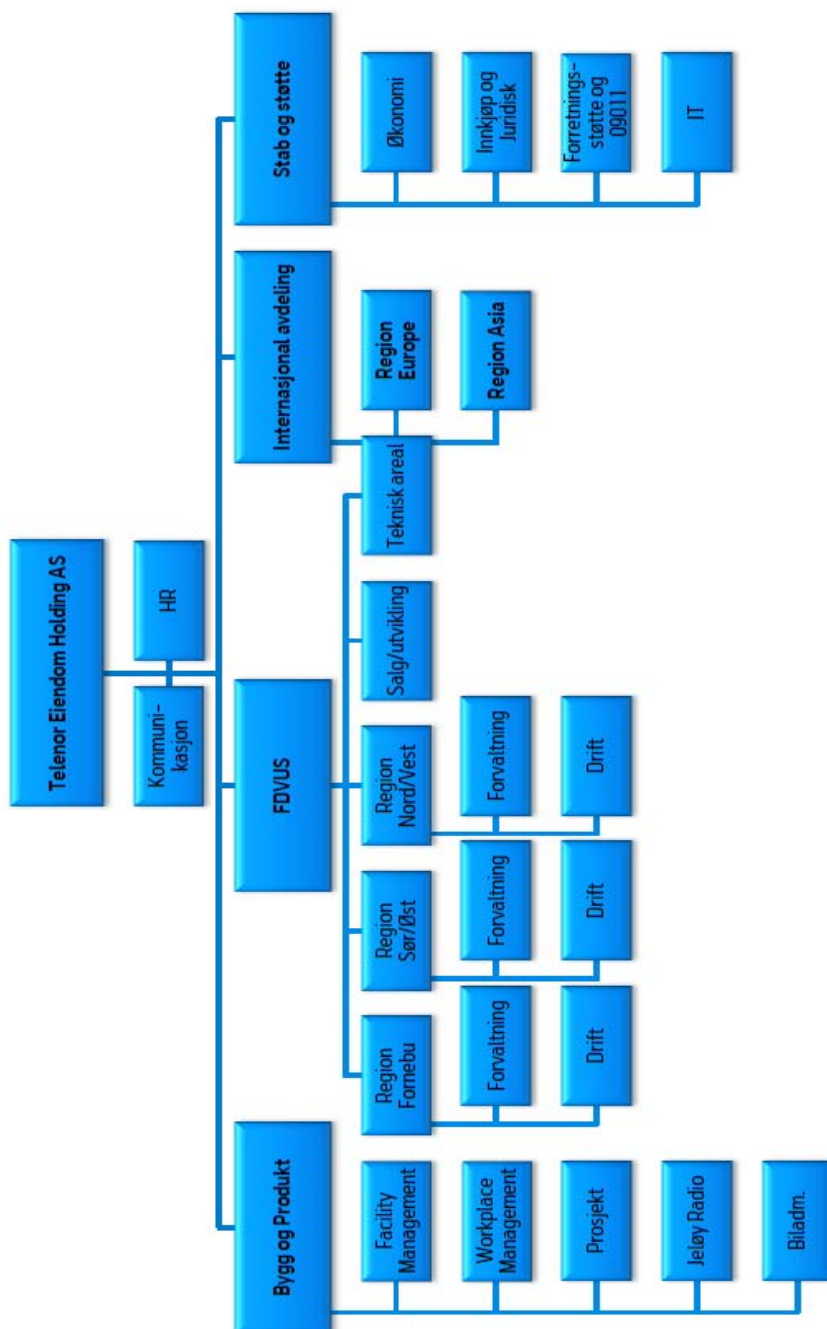 Telenor Eiendom Holding AS
Kommuni-
kasjon
HR
Bygg og Produkt
Facility
Management
Workplace
Management
Prosjekt
Jeløy Radio
Biladm.
FDVUS
Region
Fornebu
Forvaltning
Drift
Region
Sør/Øst
Forvaltning
Drift
Region
Nord/Vest
Forvaltning
Drift
Salg/utvikling
Teknisk areal
Internasjonal avdeling
Region
Europe
Region Asia
Stab og støtte
Økonomi
Innkjøp og
Juridisk
Forretnings-
støtte og
09011
IT